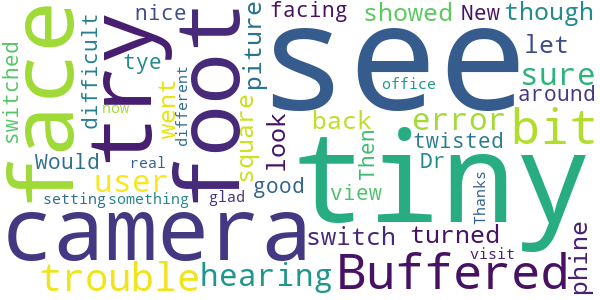 nice
facing
showed
New
though
switched
face
difficult
try
tye
went
different
foot
piture
see
let
office
sure
around
Would
now
square
look
back
Then
error
bit
twisted
Dr
user
real
good
view
tiny
setting
something
glad
Thanks
camera
switch
turned
visit
phine
trouble
hearing
Buffered